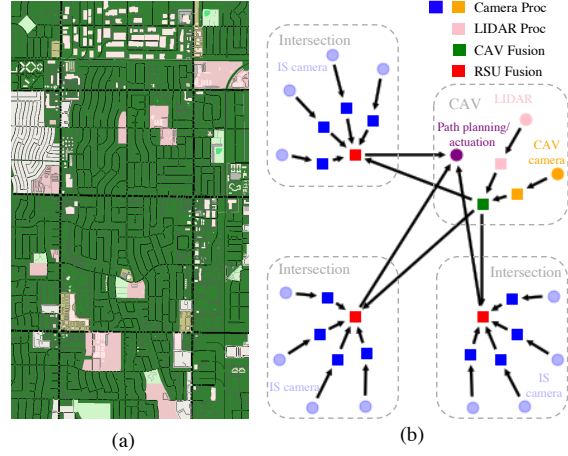 Camera Proc
LIDAR Proc
CAV Fusion
RSU Fusion
Intersection
IS camera
CAV
LIDAR
Path planning/
actuation
CAV
camera
Intersection
IS camera
Intersection
IS
camera
(a)
(b)